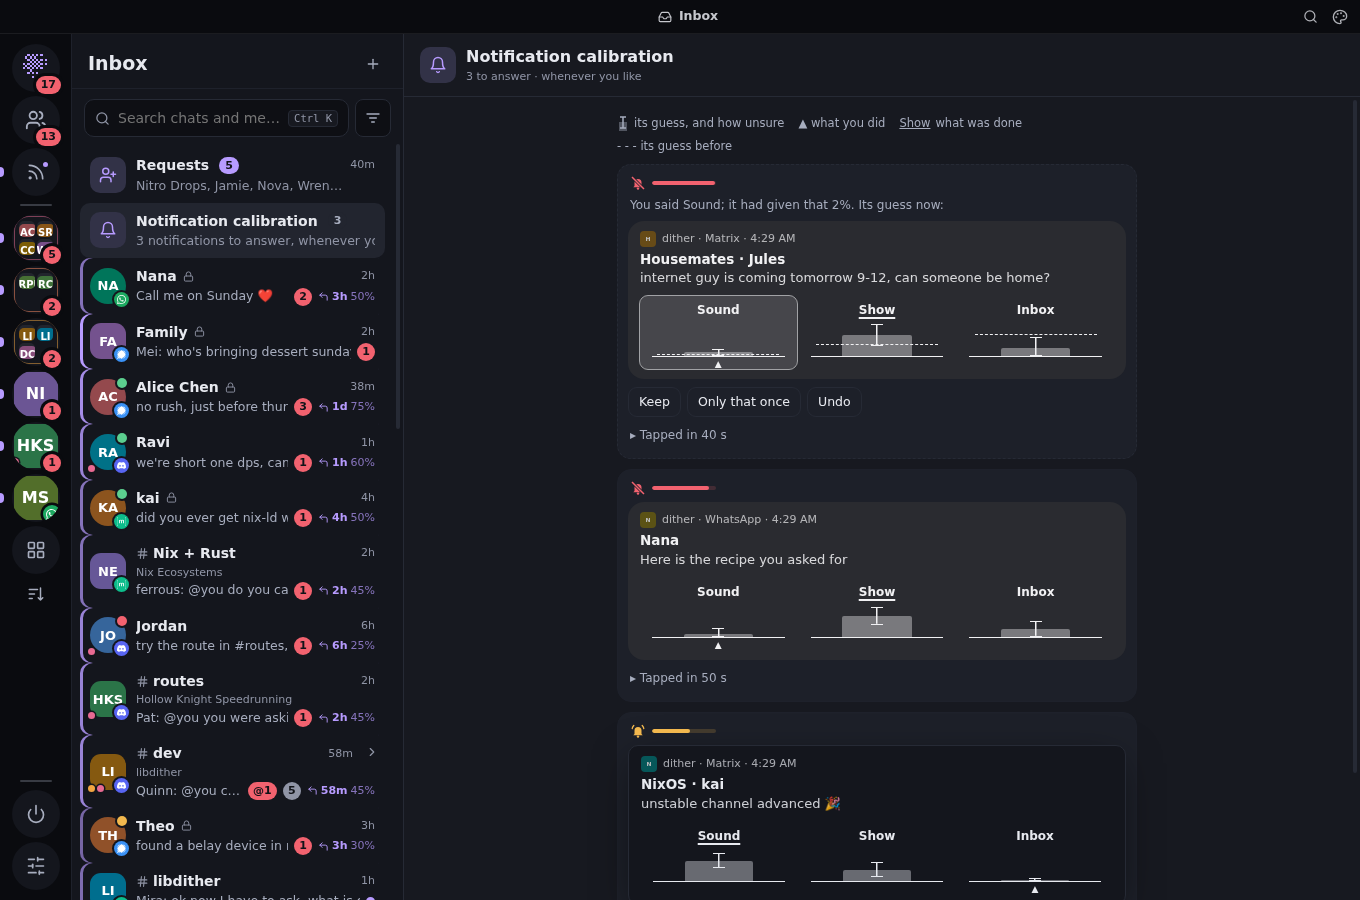 Inbox
17
13
AC SR
CC
5
RP RC
2
LI LI
DC
2
NI
1
HKS
1
MS
Inbox
Search chats and me…
Ctrl K
Requests 5 40m
Nitro Drops, Jamie, Nova, Wren…
Notification calibration 3
3 notifications to answer, whenever yo
NA Nana 2h
Call me on Sunday ❤️ 2 3h 50%
FA Family 2h
Mei: who's bringing dessert sunda 1
AC Alice Chen 38m
no rush, just before thur 3 1d 75%
RA Ravi 1h
we're short one dps, can 1 1h 60%
KA kai 4h
did you ever get nix-ld w 1 4h 50%
NE # Nix + Rust 2h
Nix Ecosystems
ferrous: @you do you ca 1 2h 45%
JO Jordan 6h
try the route in #routes, 1 6h 25%
HKS # routes 2h
Hollow Knight Speedrunning
Pat: @you you were aski 1 2h 45%
LI # dev 58m
libdither
Quinn: @you c… @1 5 58m 45%
TH Theo 3h
found a belay device in 1 3h 30%
LI # libdither 1h
Mira: ok now I have to ask, what is
Notification calibration
3 to answer · whenever you like
its guess, and how unsure ▲ what you did Show what was done
- - - its guess before
You said Sound; it had given that 2%. Its guess now:
H dither · Matrix · 4:29 AM
Housemates · Jules
internet guy is coming tomorrow 9-12, can someone be home?
Sound Show Inbox
▲
Keep Only that once Undo
▸ Tapped in 40 s
N dither · WhatsApp · 4:29 AM
Nana
Here is the recipe you asked for
Sound Show Inbox
▲
▸ Tapped in 50 s
N dither · Matrix · 4:29 AM
NixOS · kai
unstable channel advanced 🎉
Sound Show Inbox
▲